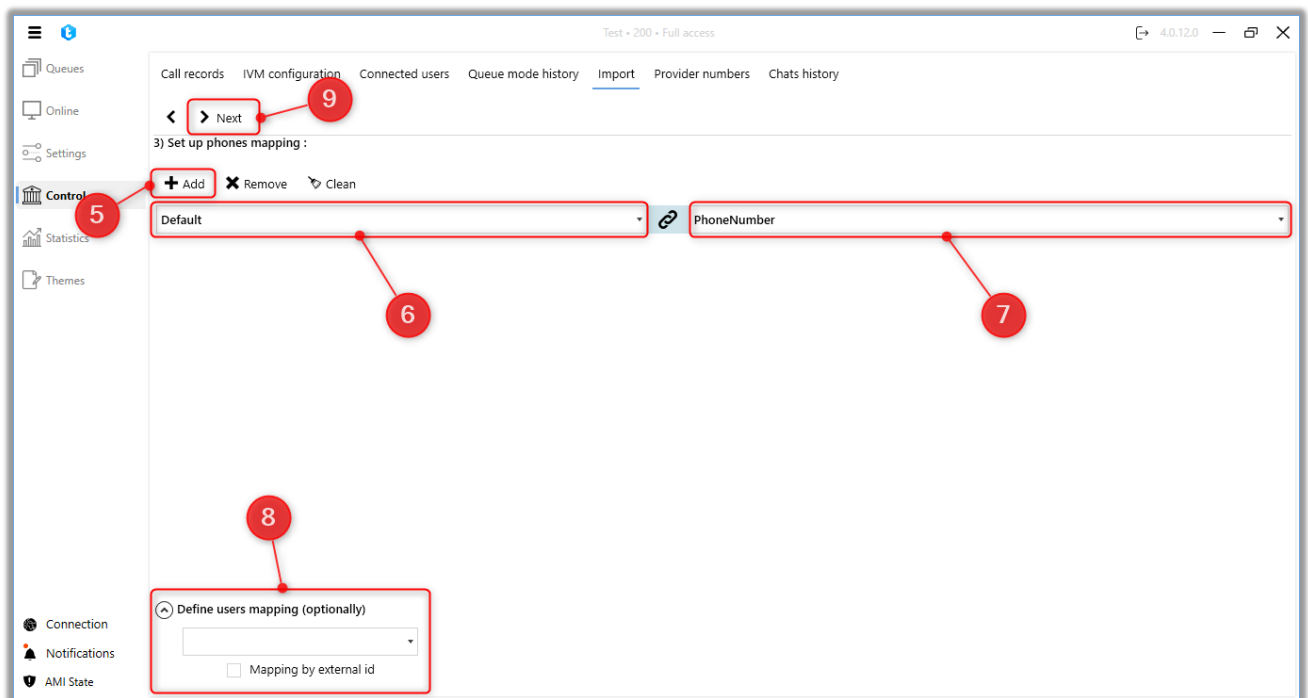 Test • 200 • Full access
4.0.12.0
Queues
Online
Settings
Control
Statistics
Themes
Connection
Notifications
AMI State
Call records IVM configuration Connected users Queue mode history Import Provider numbers Chats history
Next
9
3) Set up phones mapping :
Add Remove Clean
5
Default PhoneNumber
6
7
8
Define users mapping (optionally)
Mapping by external id